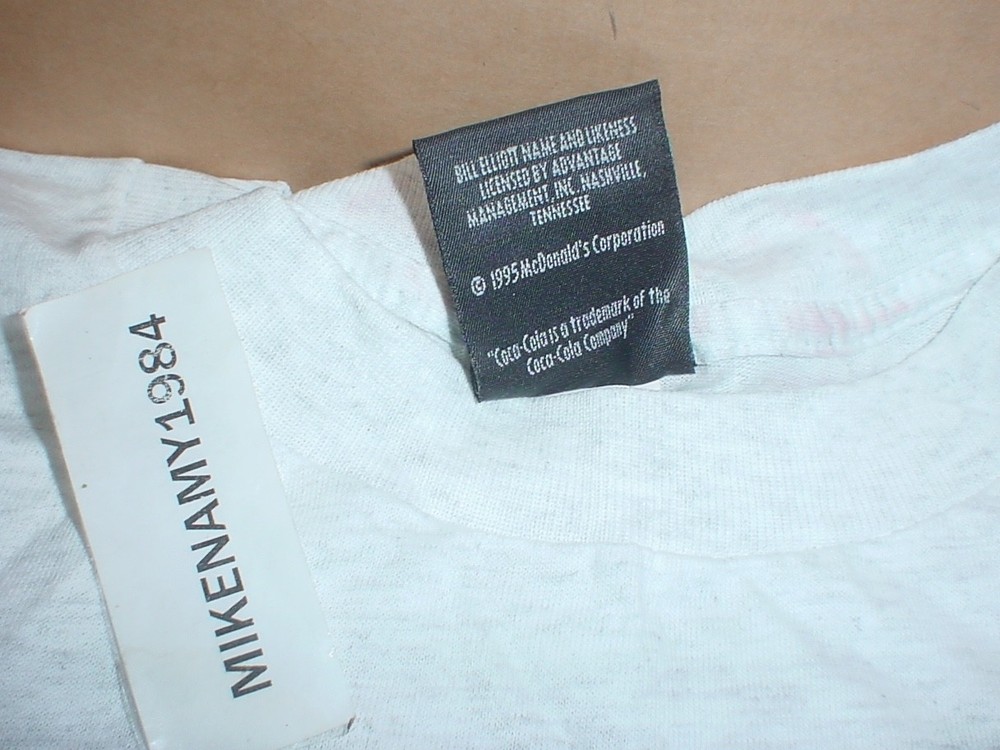 BILL ELLIOTT NAME AND LIKENESS
LICENSED BY ADVANTAGE
MANAGEMENT, INC. NASHVILLE,
TENNESSEE
© 1995 McDonald's Corporation
"Coca-Cola is a trademark of the
Coca-Cola Company"
MIKENAMY1984